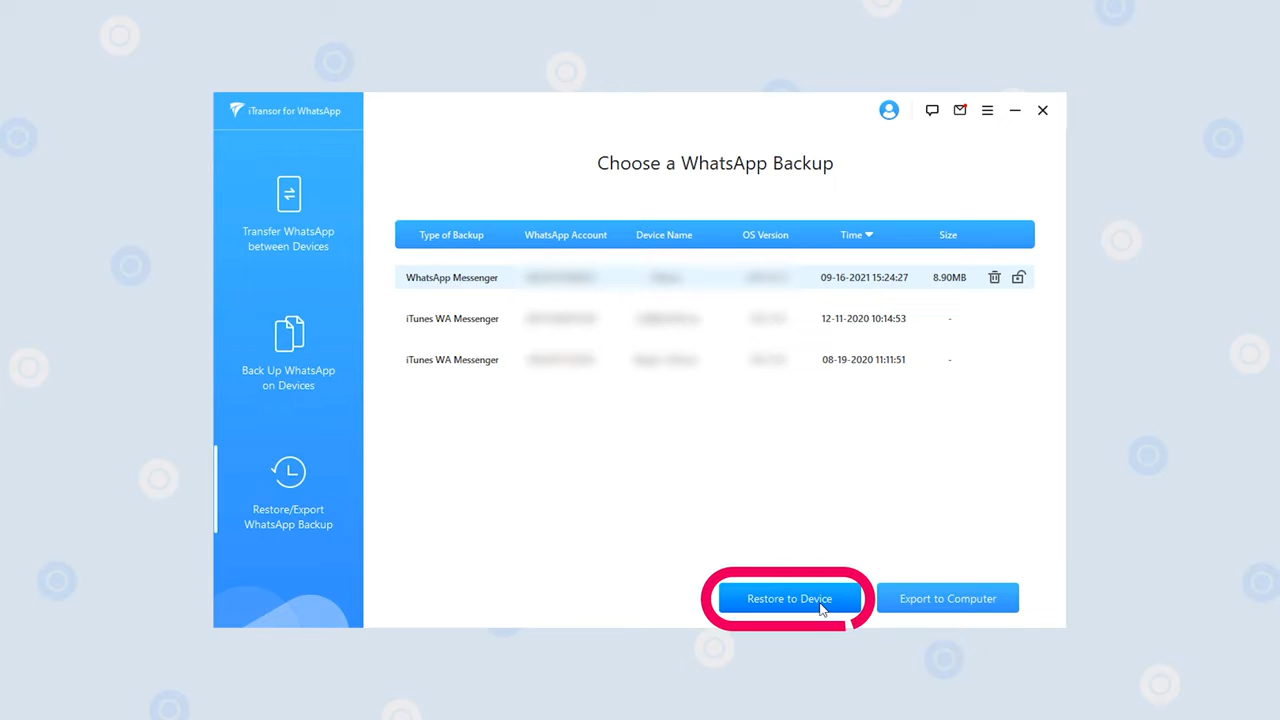 iTransor for WhatsApp
Transfer WhatsApp
between Devices
Back Up WhatsApp
on Devices
Restore/Export
WhatsApp Backup
Choose a WhatsApp Backup
Type of Backup WhatsApp Account Device Name OS Version Time Size
WhatsApp Messenger 09-16-2021 15:24:27 8.90MB
iTunes WA Messenger 12-11-2020 10:14:53 -
iTunes WA Messenger 08-19-2020 11:11:51 -
Restore to Device Export to Computer